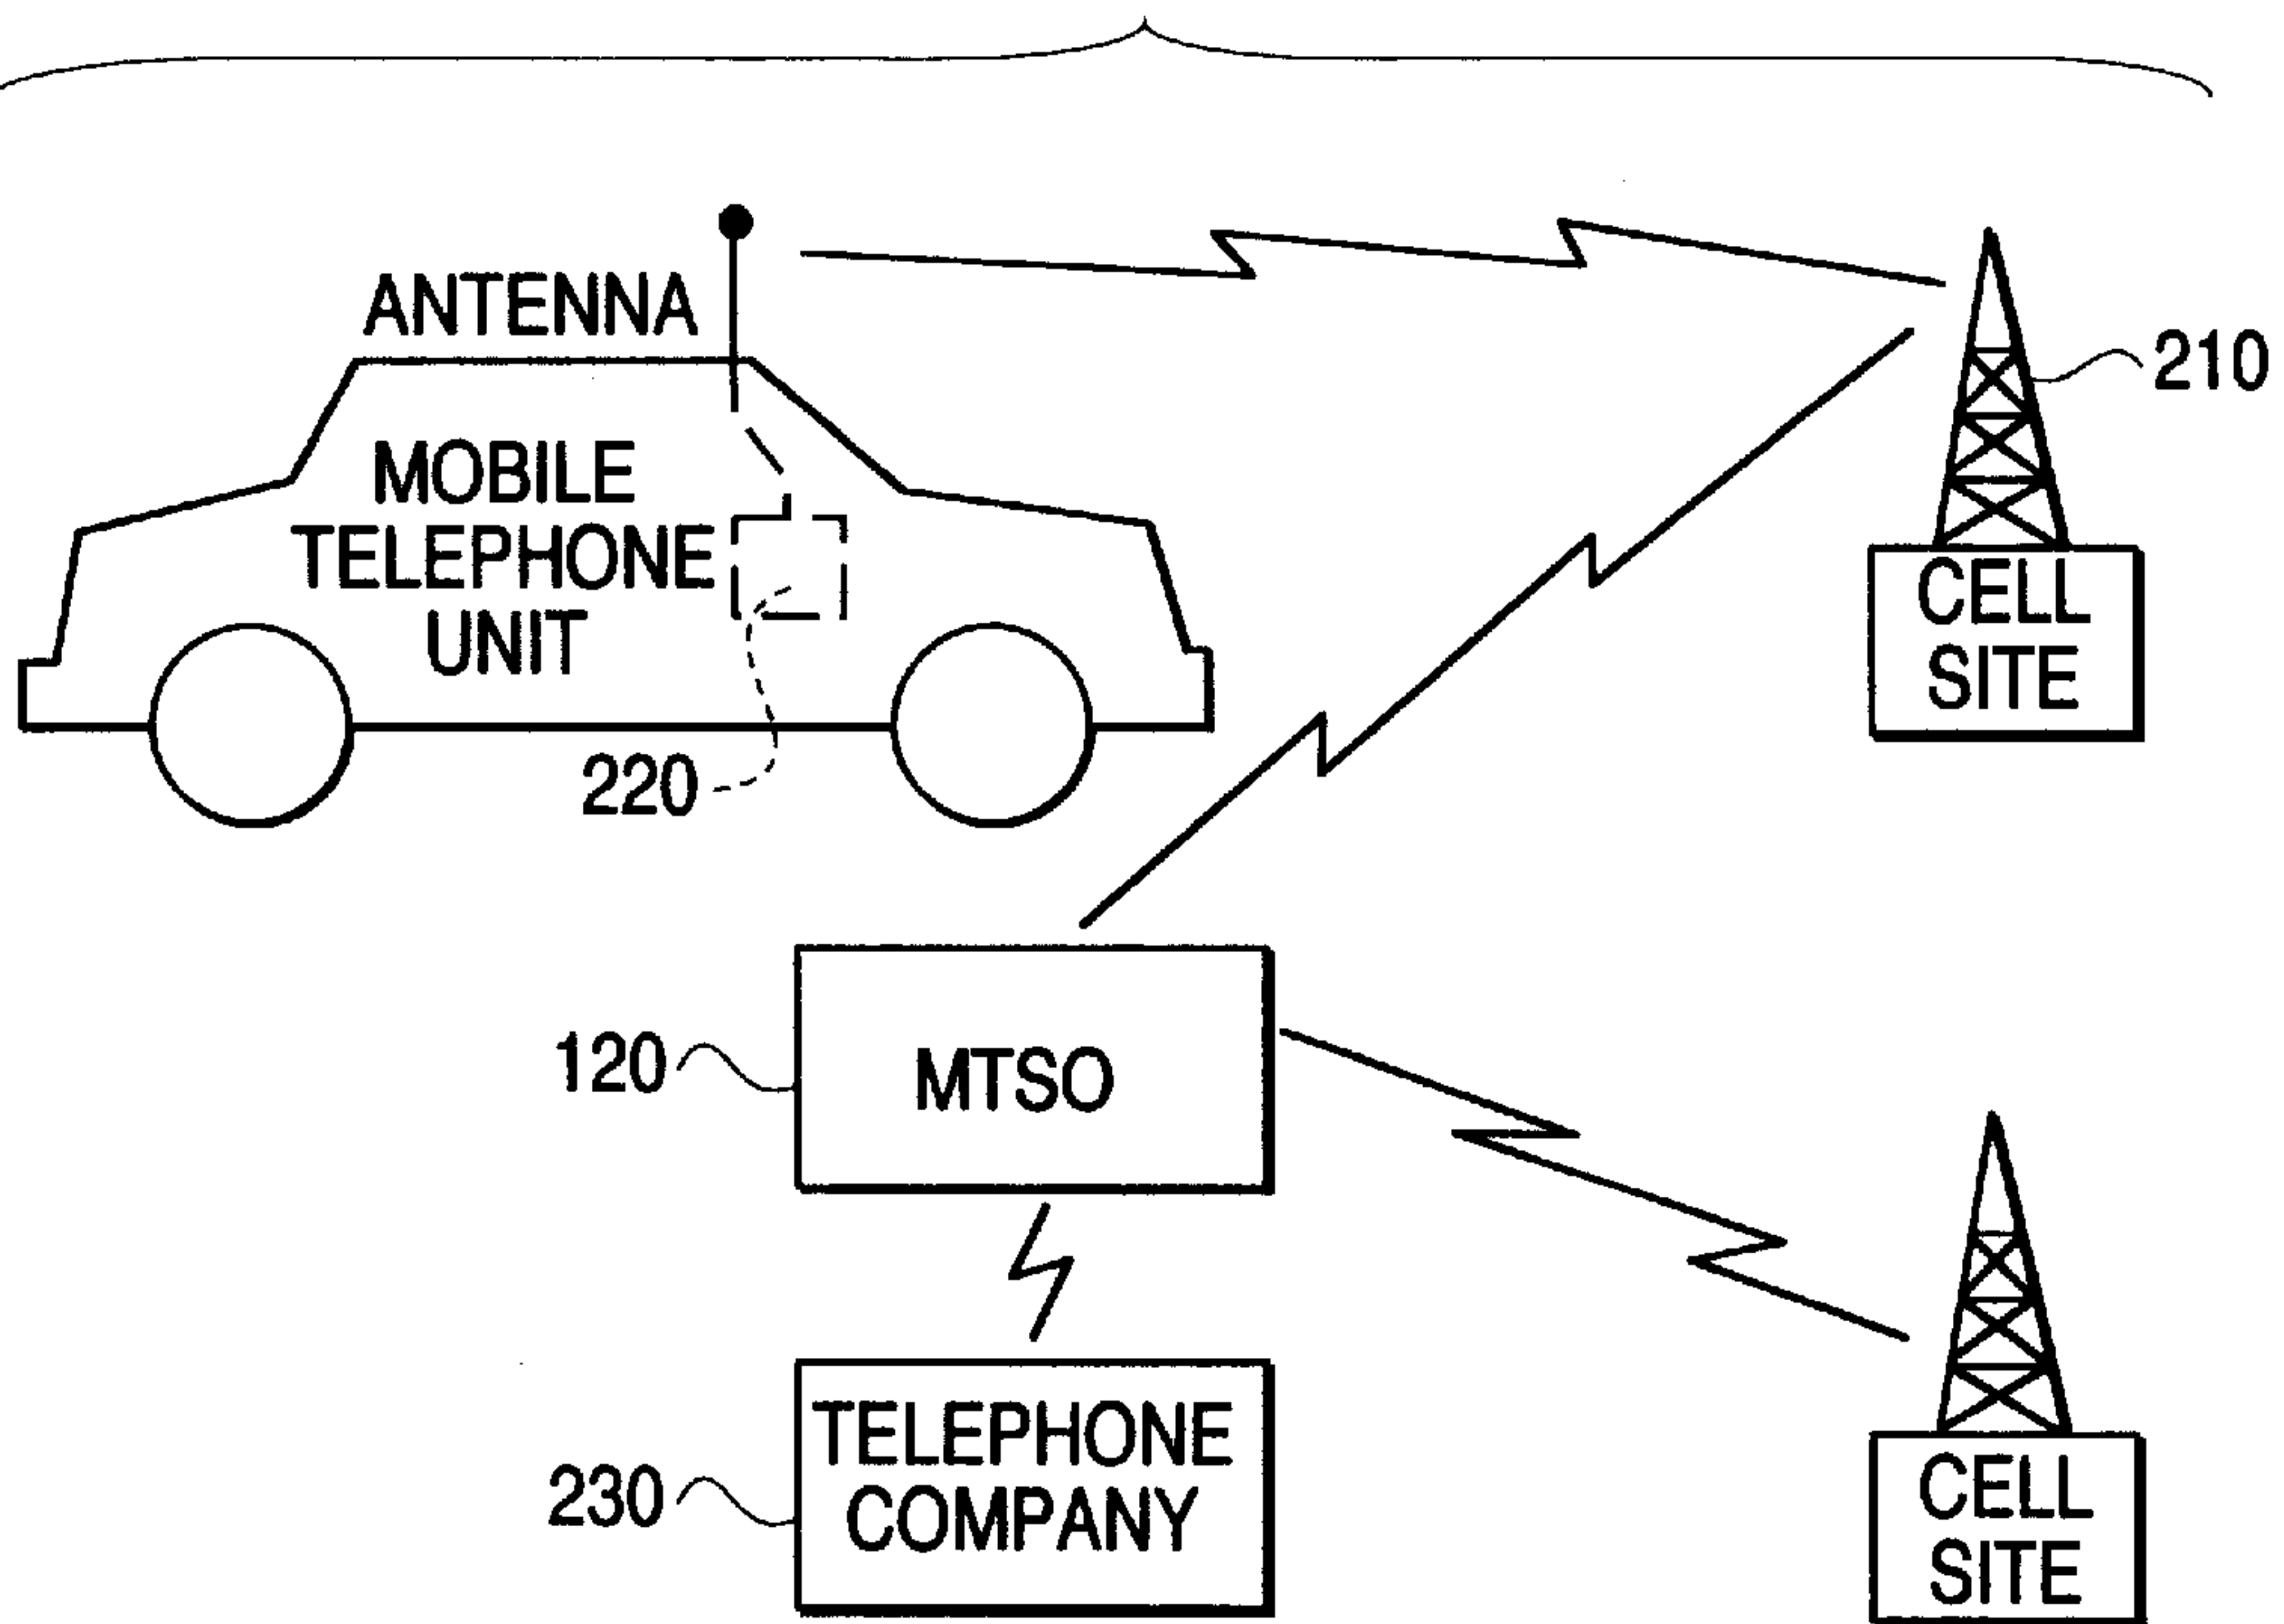 ANTENNA
210
MOBILE
TELEPHONE
UNIT
220
CELL
SITE
120
MTSO
230
TELEPHONE
COMPANY
CELL
SITE